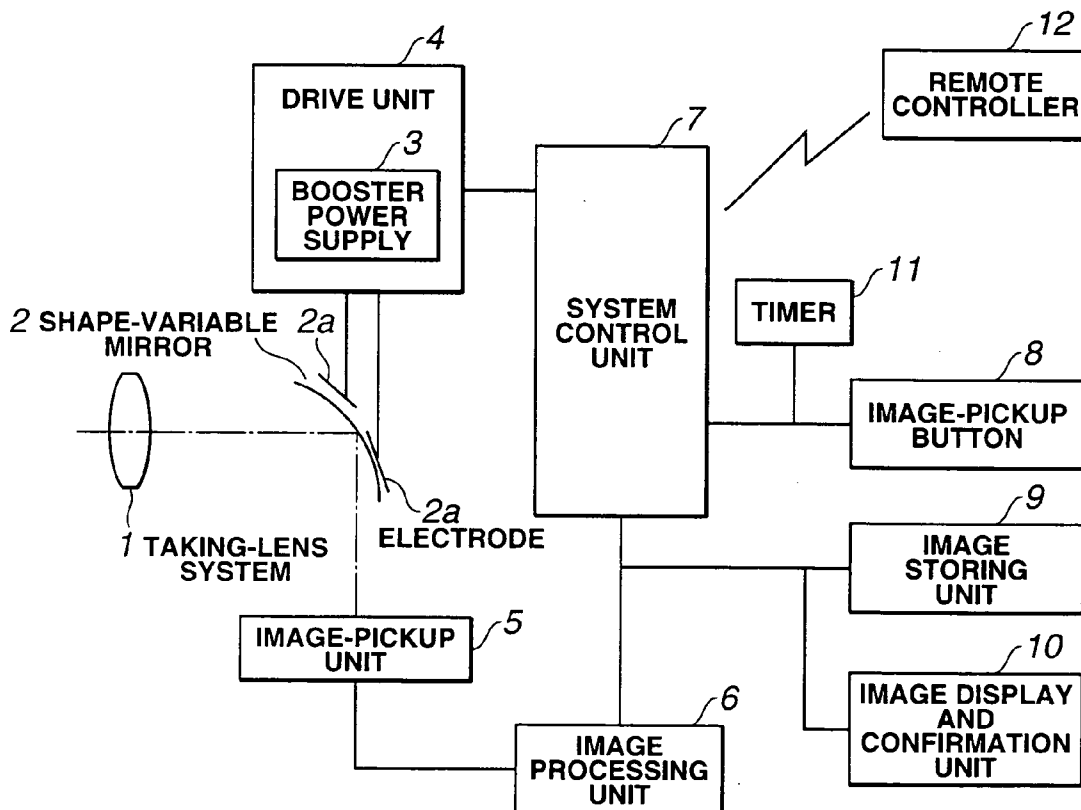 4
DRIVE UNIT
3
BOOSTER
POWER
SUPPLY
7
SYSTEM
CONTROL
UNIT
12
REMOTE
CONTROLLER
11
TIMER
8
IMAGE-PICKUP
BUTTON
2 SHAPE-VARIABLE
MIRROR
2a
2a
ELECTRODE
1 TAKING-LENS
SYSTEM
9
IMAGE
STORING
UNIT
5
IMAGE-PICKUP
UNIT
10
IMAGE DISPLAY
AND
CONFIRMATION
UNIT
6
IMAGE
PROCESSING
UNIT